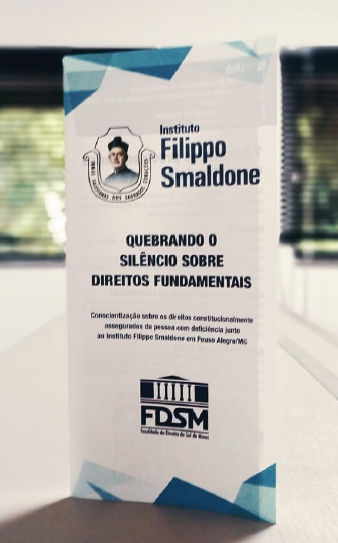 Instituto
Filippo
Smaldone
QUEBRANDO O
SILÊNCIO SOBRE
DIREITOS FUNDAMENTAIS
Conscientização sobre os direitos constitucionalmente
assegurados da pessoa com deficiência junto
ao Instituto Filippo Smaldone em Pouso Alegre/MG
FDSM
Faculdade de Direito do Sul de Minas